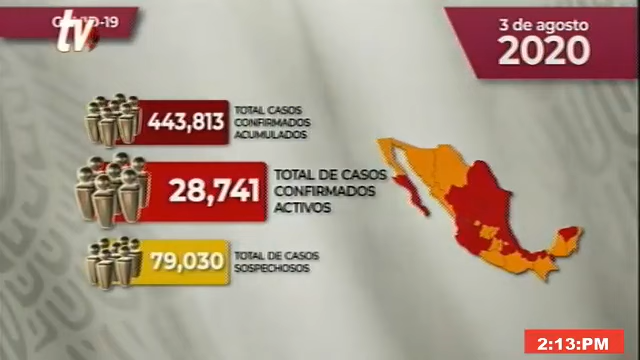 COVID-19
tv
3 de agosto
2020
443,813
TOTAL CASOS
CONFIRMADOS
ACUMULADOS
28,741
TOTAL DE CASOS
CONFIRMADOS
ACTIVOS
79,030
TOTAL DE CASOS
SOSPECHOSOS
2:13:PM